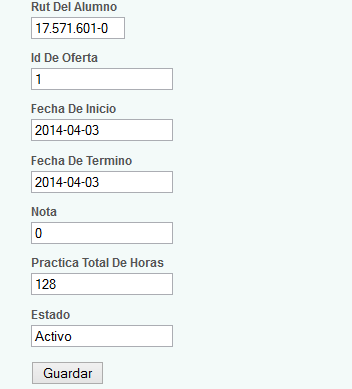 Rut Del Alumno
17.571.601-0
Id De Oferta
1
Fecha De Inicio
2014-04-03
Fecha De Termino
2014-04-03
Nota
0
Practica Total De Horas
128
Estado
Activo
Guardar